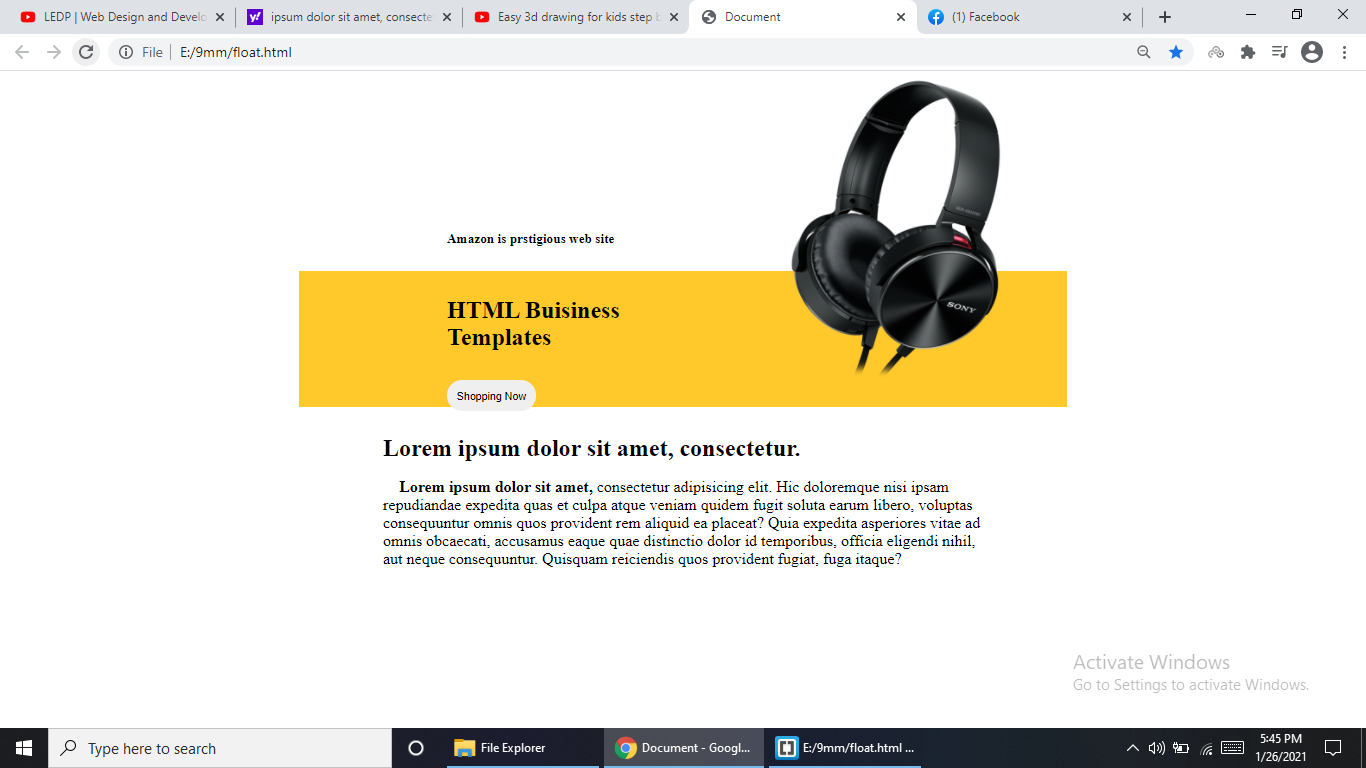 LEDP | Web Design and Develo
ipsum dolor sit amet, consecte
Easy 3d drawing for kids step b
Document
(1) Facebook
File
E:/9mm/float.html
Amazon is prstigious web site
HTML Buisiness
Templates
SONY
Shopping Now
Lorem ipsum dolor sit amet, consectetur.
Lorem ipsum dolor sit amet, consectetur adipisicing elit. Hic doloremque nisi ipsam
repudiandae expedita quas et culpa atque veniam quidem fugit soluta earum libero, voluptas
consequuntur omnis quos provident rem aliquid ea placeat? Quia expedita asperiores vitae ad
omnis obcaecati, accusamus eaque quae distinctio dolor id temporibus, officia eligendi nihil,
aut neque consequuntur. Quisquam reiciendis quos provident fugiat, fuga itaque?
Activate Windows
Go to Settings to activate Windows.
Type here to search
File Explorer
Document - Googl...
E:/9mm/float.html ...
5:45 PM
1/26/2021